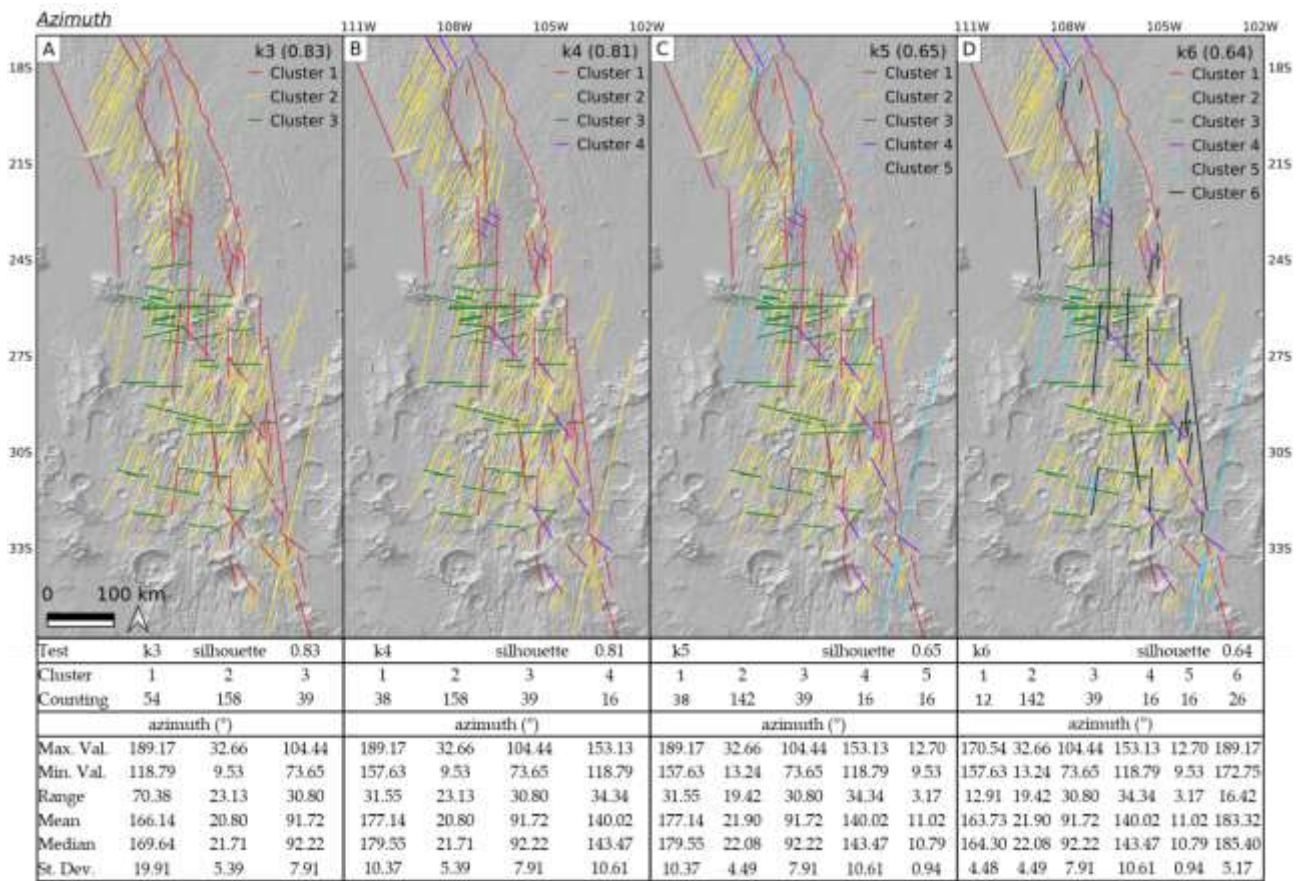 Azimuth
111W 108W 105W 102W 111W 108W 105W 102W
A k3 (0.83) B k4 (0.81) C k5 (0.65) D k6 (0.64)
18S Cluster 1 Cluster 1 Cluster 1 Cluster 1 18S
Cluster 2 Cluster 2 Cluster 2 Cluster 2
Cluster 3 Cluster 3 Cluster 3 Cluster 3
Cluster 4 Cluster 4 Cluster 4
21S Cluster 5 Cluster 5 21S
Cluster 6
24S 24S
27S 27S
30S 30S
33S 33S
0 100 km
Test k3 silhouette 0.83 k4 silhouette 0.81 k5 silhouette 0.65 k6 silhouette 0.64
Cluster 1 2 3 1 2 3 4 1 2 3 4 5 1 2 3 4 5 6
Counting 54 158 39 38 158 39 16 38 142 39 16 16 12 142 39 16 16 26
azimuth (°) azimuth (°) azimuth (°) azimuth (°)
Max. Val. 189.17 32.66 104.44 189.17 32.66 104.44 153.13 189.17 32.66 104.44 153.13 12.70 170.54 32.66 104.44 153.13 12.70 189.17
Min. Val. 118.79 9.53 73.65 157.63 9.53 73.65 118.79 157.63 13.24 73.65 118.79 9.53 157.63 13.24 73.65 118.79 9.53 172.75
Range 70.38 23.13 30.80 31.55 23.13 30.80 34.34 31.55 19.42 30.80 34.34 3.17 12.91 19.42 30.80 34.34 3.17 16.42
Mean 166.14 20.80 91.72 177.14 20.80 91.72 140.02 177.14 21.90 91.72 140.02 11.02 163.73 21.90 91.72 140.02 11.02 183.32
Median 169.64 21.71 92.22 179.55 21.71 92.22 143.47 179.55 22.08 92.22 143.47 10.79 164.30 22.08 92.22 143.47 10.79 185.40
St. Dev. 19.91 5.39 7.91 10.37 5.39 7.91 10.61 10.37 4.49 7.91 10.61 0.94 4.48 4.49 7.91 10.61 0.94 5.17